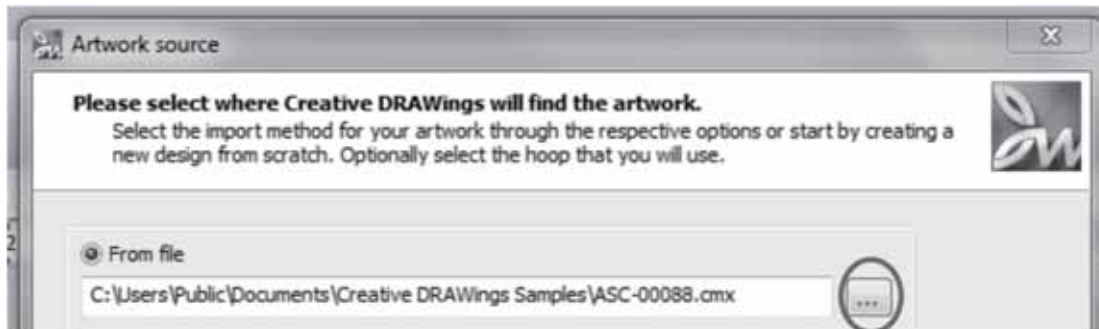 Artwork source
Please select where Creative DRAWings will find the artwork.
Select the import method for your artwork through the respective options or start by creating a
new design from scratch. Optionally select the hoop that you will use.
From file
C:\Users\Public\Documents\Creative DRAWings Samples\ASC-00088.cmx
...